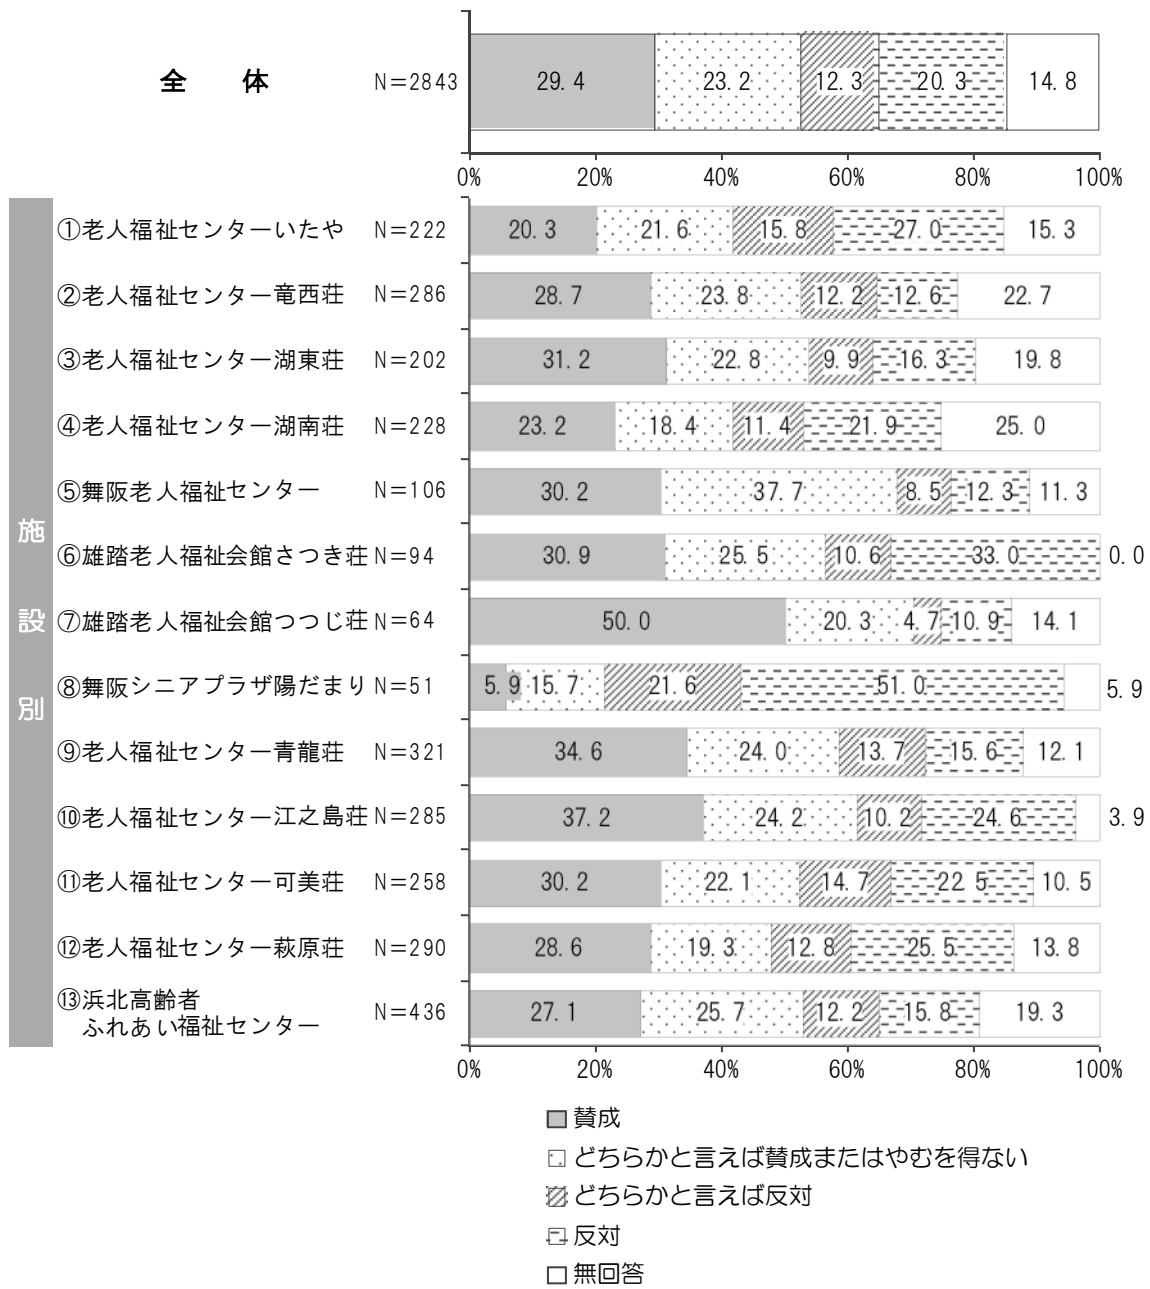 全 体 N=2843 29.4 23.2 12.3 20.3 14.8
0% 20% 40% 60% 80% 100%
施設別
①老人福祉センターいたや N=222 20.3 21.6 15.8 27.0 15.3
②老人福祉センター竜西荘 N=286 28.7 23.8 12.2 12.6 22.7
③老人福祉センター湖東荘 N=202 31.2 22.8 9.9 16.3 19.8
④老人福祉センター湖南荘 N=228 23.2 18.4 11.4 21.9 25.0
⑤舞阪老人福祉センター N=106 30.2 37.7 8.5 12.3 11.3
⑥雄踏老人福祉会館さつき荘 N=94 30.9 25.5 10.6 33.0 0.0
⑦雄踏老人福祉会館つつじ荘 N=64 50.0 20.3 4.7 10.9 14.1
⑧舞阪シニアプラザ陽だまり N=51 5.9 15.7 21.6 51.0 5.9
⑨老人福祉センター青龍荘 N=321 34.6 24.0 13.7 15.6 12.1
⑩老人福祉センター江之島荘 N=285 37.2 24.2 10.2 24.6 3.9
⑪老人福祉センター可美荘 N=258 30.2 22.1 14.7 22.5 10.5
⑫老人福祉センター萩原荘 N=290 28.6 19.3 12.8 25.5 13.8
⑬浜北高齢者
ふれあい福祉センター N=436 27.1 25.7 12.2 15.8 19.3
0% 20% 40% 60% 80% 100%
賛成
どちらかと言えば賛成またはやむを得ない
どちらかと言えば反対
反対
無回答